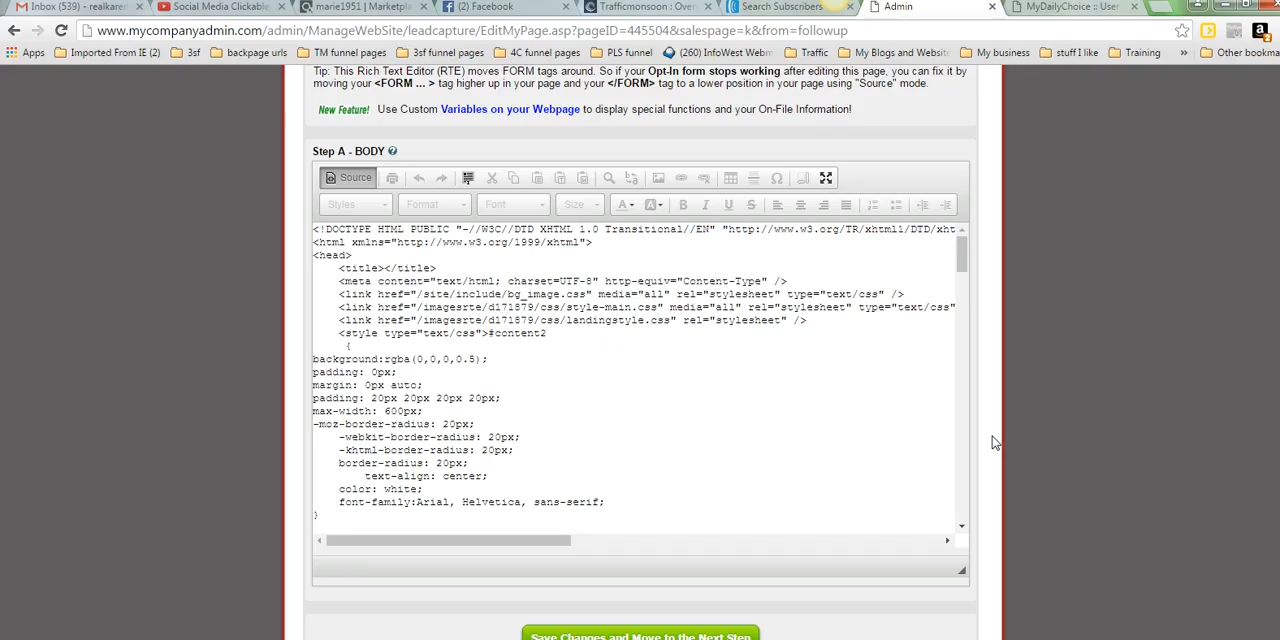 Inbox (539) - realkaren
Social Media Clickable
marie1951 | Marketpla
(2) Facebook
Trafficmonsoon : Over
Search Subscribers
Admin
MyDailyChoice :: User
www.mycompanyadmin.com/admin/ManageWebSite/leadcapture/EditMyPage.asp?pageID=445504&salespage=k&from=followup
Apps
Imported From IE (2)
3sf
backpage urls
TM funnel pages
3sf funnel pages
4C funnel pages
PLS funnel
(260) InfoWest Webm
Traffic
My Blogs and Website
My business
stuff I like
Training
»
Other bookma
Tip: This Rich Text Editor (RTE) moves FORM tags around. So if your Opt-In form stops working after editing this page, you can fix it by
moving your <FORM ... > tag higher up in your page and your </FORM> tag to a lower position in your page using "Source" mode.
New Feature! Use Custom Variables on your Webpage to display special functions and your On-File Information!
Step A - BODY
Source
Styles
Format
Font
Size
A
A
B
I
U
S
<!DOCTYPE HTML PUBLIC "-//W3C//DTD XHTML 1.0 Transitional//EN" "http://www.w3.org/TR/xhtml1/DTD/xht
<html xmlns="http://www.w3.org/1999/xhtml">
<head>
<title></title>
<meta content="text/html; charset=UTF-8" http-equiv="Content-Type" />
<link href="/site/include/bg_image.css" media="all" rel="stylesheet" type="text/css" />
<link href="/imagesrte/d171879/css/style-main.css" media="all" rel="stylesheet" type="text/css"
<link href="/imagesrte/d171879/css/landingstyle.css" rel="stylesheet" />
<style type="text/css">#content2
{
background:rgba(0,0,0,0.5);
padding: 0px;
margin: 0px auto;
padding: 20px 20px 20px 20px;
max-width: 600px;
-moz-border-radius: 20px;
-webkit-border-radius: 20px;
-khtml-border-radius: 20px;
border-radius: 20px;
text-align: center;
color: white;
font-family:Arial, Helvetica, sans-serif;
}
Save Changes and Move to the Next Step